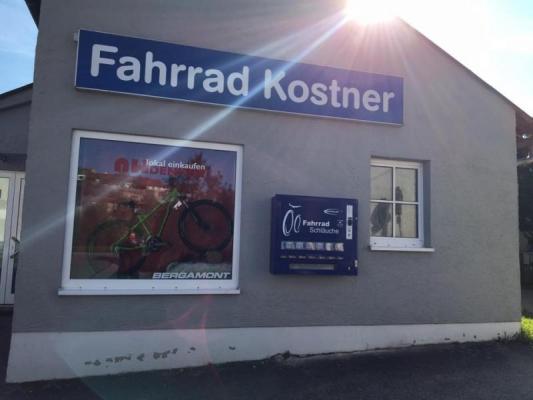 Fahrrad Kostner
lokal einkaufen
BERGAMONT
Fahrrad
Schläuche